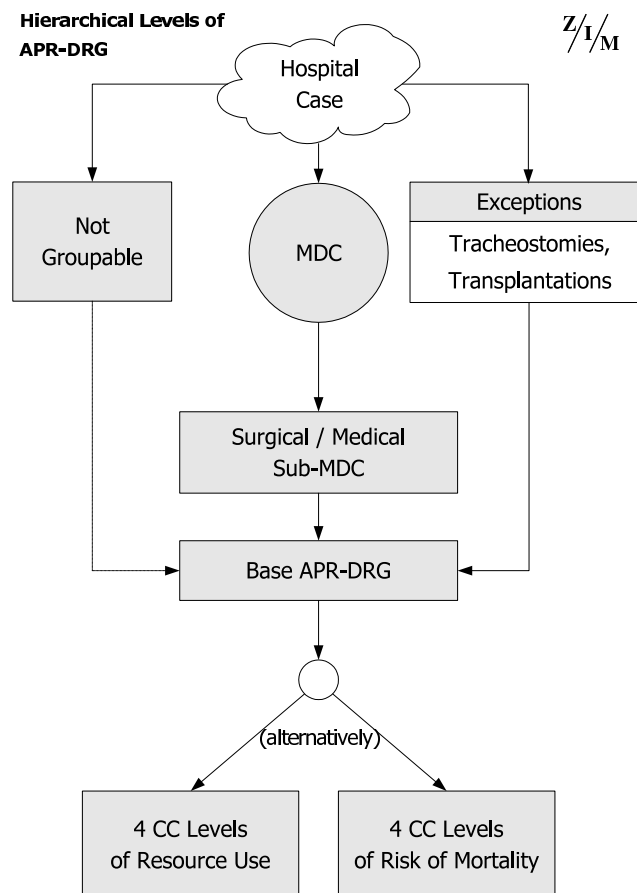 Hierarchical Levels of
APR-DRG
Z/I/M
Hospital
Case
Not
Groupable
MDC
Exceptions
Tracheostomies,
Transplantations
Surgical / Medical
Sub-MDC
Base APR-DRG
(alternatively)
4 CC Levels
of Resource Use
4 CC Levels
of Risk of Mortality